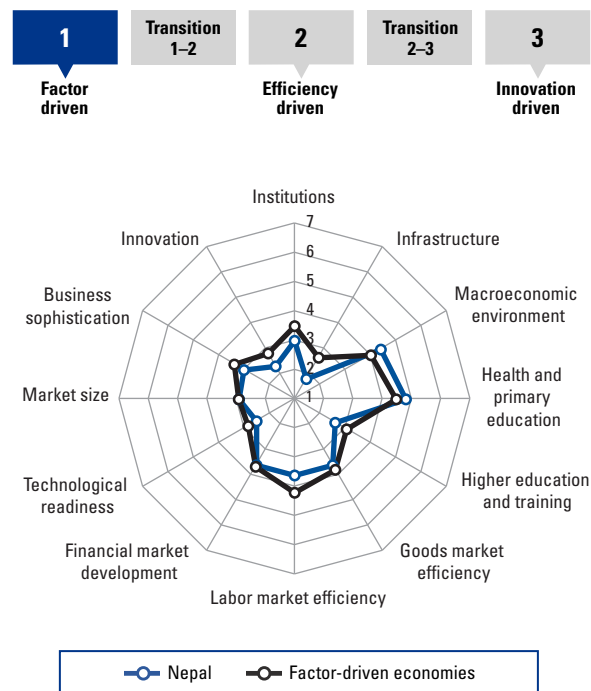 1
Transition
1–2
2
Transition
2–3
3
Factor
driven
Efficiency
driven
Innovation
driven
Institutions
7
6
5
4
3
2
1
Infrastructure
Macroeconomic
environment
Health and
primary
education
Higher education
and training
Goods market
efficiency
Labor market efficiency
Financial market
development
Technological
readiness
Market size
Business
sophistication
Innovation
Nepal
Factor-driven economies